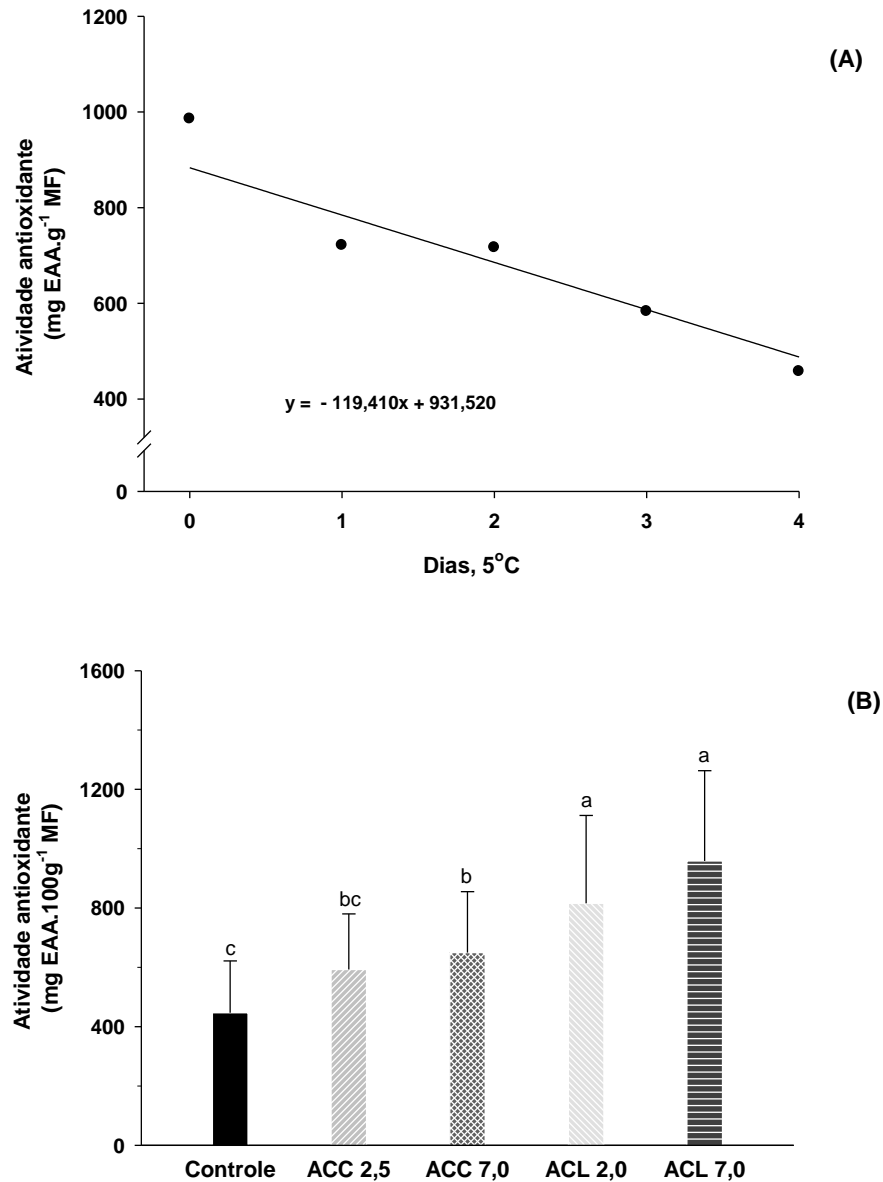 (A)
Atividade antioxidante
(mg EAA.g⁻¹ MF)
1200
1000
800
600
400
0
y = - 119,410x + 931,520
0 1 2 3 4
Dias, 5°C
(B)
Atividade antioxidante
(mg EAA.100g⁻¹ MF)
1600
1200
800
400
0
c bc b a a
Controle ACC 2,5 ACC 7,0 ACL 2,0 ACL 7,0